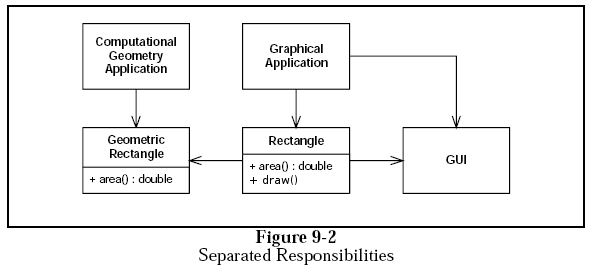 Computational
Geometry
Application
Graphical
Application
Geometric
Rectangle
+ area() : double
Rectangle
+ area() : double
+ draw()
GUI
Figure 9-2
Separated Responsibilities